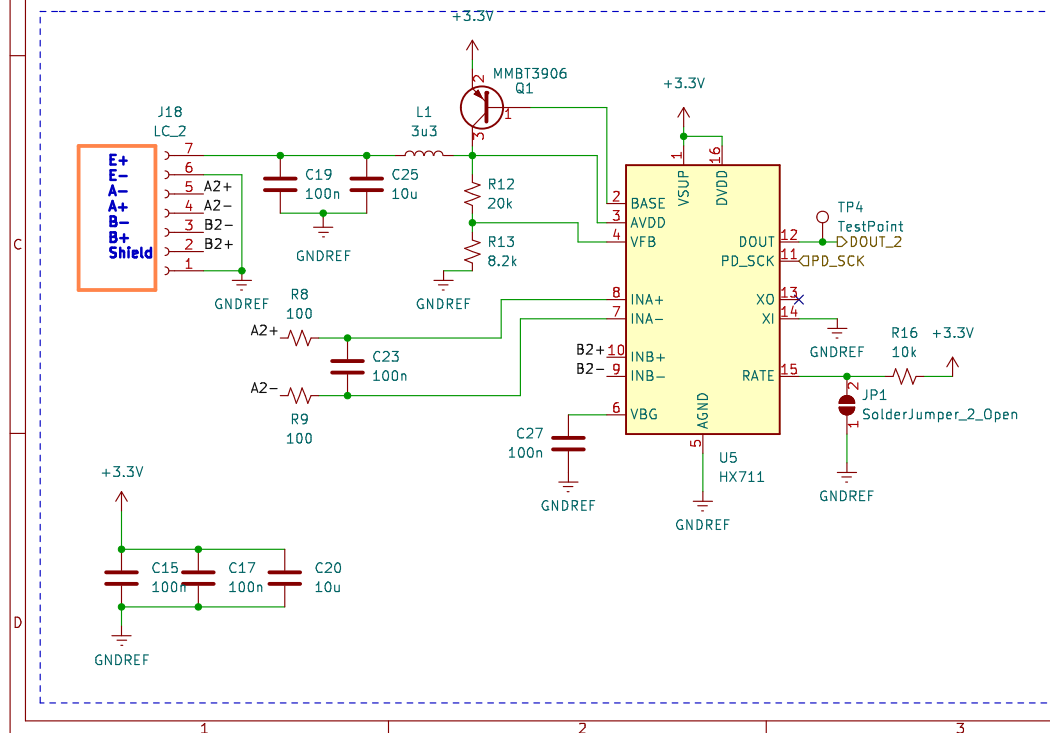 +3.3V
MMBT3906
Q1
2
1
3
+3.3V
J18
LC_2
L1
3u3
7
6
5
4
3
2
1
E+
E-
A-
A+
B-
B+
Shield
A2+
A2-
B2-
B2+
GNDREF
C19
100n
C25
10u
GNDREF
R12
20k
R13
8.2k
GNDREF
1
16
VSUP
DVDD
2
BASE
3
AVDD
4
VFB
8
INA+
7
INA-
B2+
10
INB+
B2-
9
INB-
6
VBG
AGND
5
DOUT
12
PD_SCK
11
XO
13
XI
14
RATE
15
U5
HX711
GNDREF
TP4
TestPoint
DOUT_2
PD_SCK
GNDREF
R16
10k
+3.3V
2
JP1
SolderJumper_2_Open
1
GNDREF
R8
100
A2+
C23
100n
A2-
R9
100
C27
100n
GNDREF
+3.3V
C15
100n
C17
100n
C20
10u
GNDREF
C
D
1
2
3